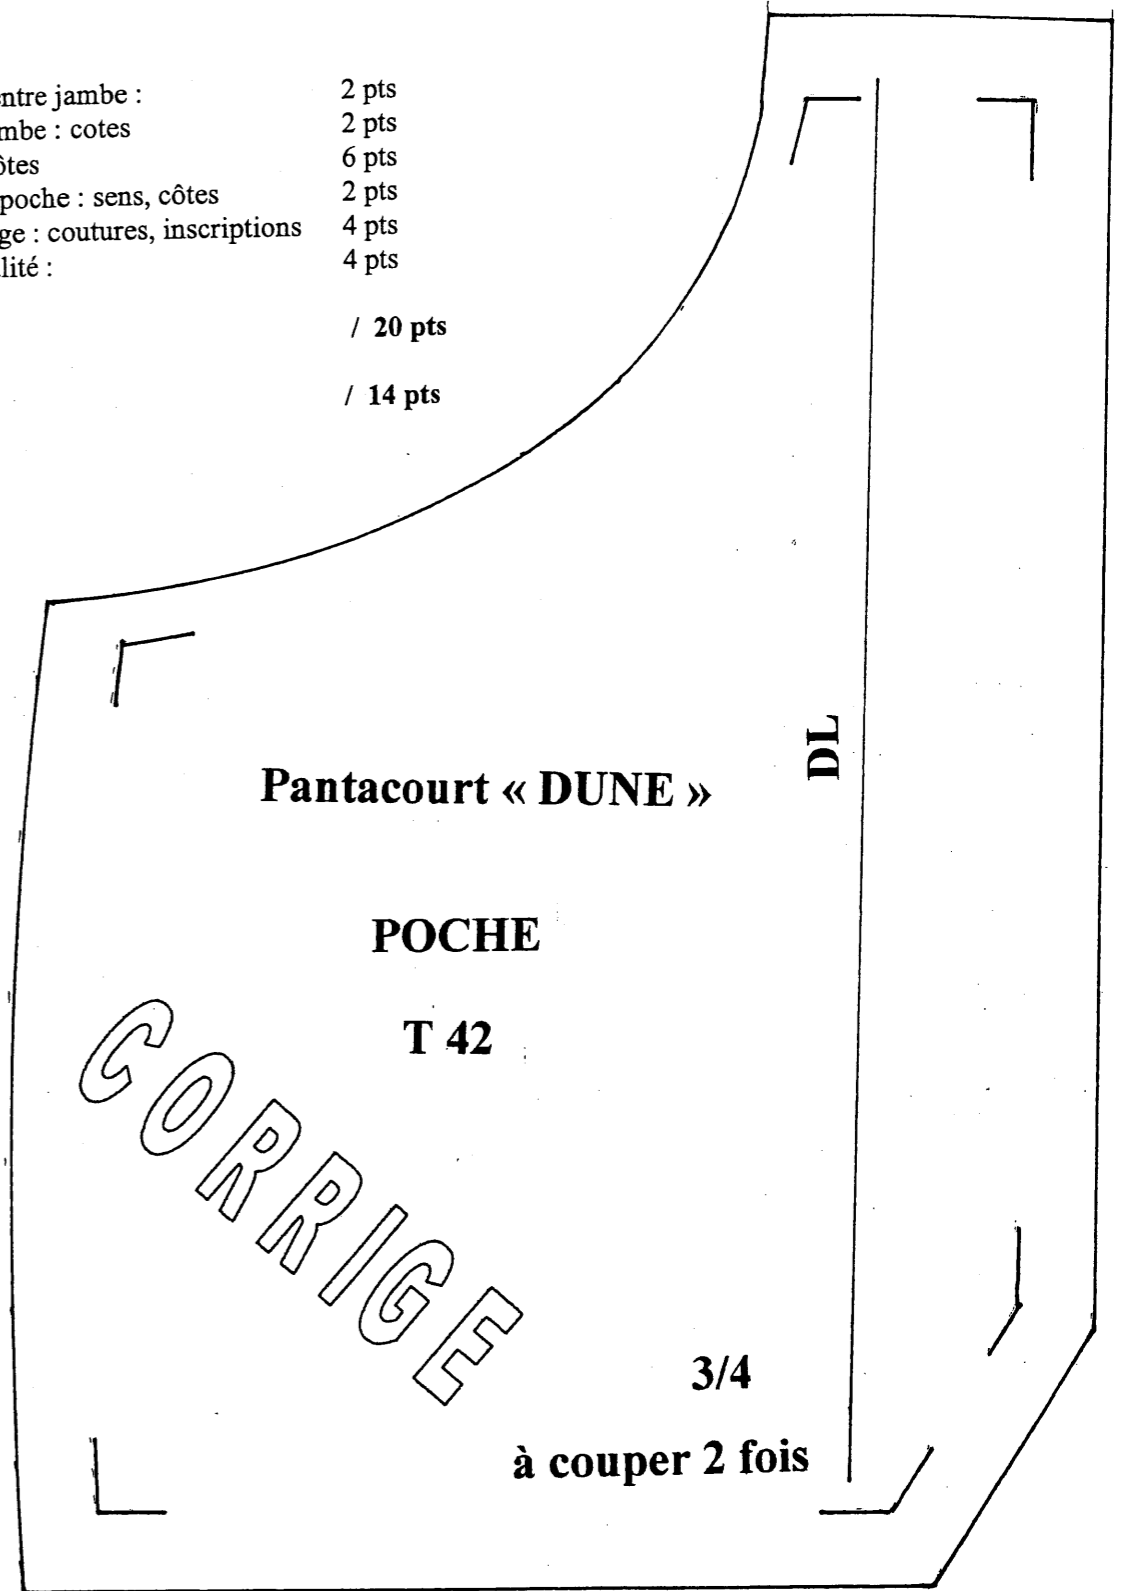 ntre jambe : 2 pts
mbe : cotes 2 pts
ôtes 6 pts
poche : sens, côtes 2 pts
ge : coutures, inscriptions 4 pts
lité : 4 pts
/ 20 pts
/ 14 pts
DL
Pantacourt « DUNE »
POCHE
T 42
CORRIGE
3/4
à couper 2 fois